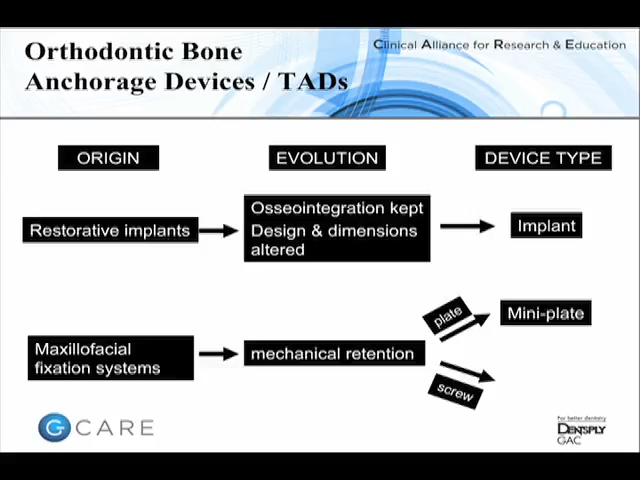 Orthodontic Bone
Anchorage Devices / TADs
Clinical Alliance for Research & Education
ORIGIN
EVOLUTION
DEVICE TYPE
Restorative implants
Osseointegration kept
Design & dimensions
altered
Implant
Maxillofacial
fixation systems
mechanical retention
plate
Mini-plate
screw
G CARE
For better dentistry
DENTSPLY
GAC